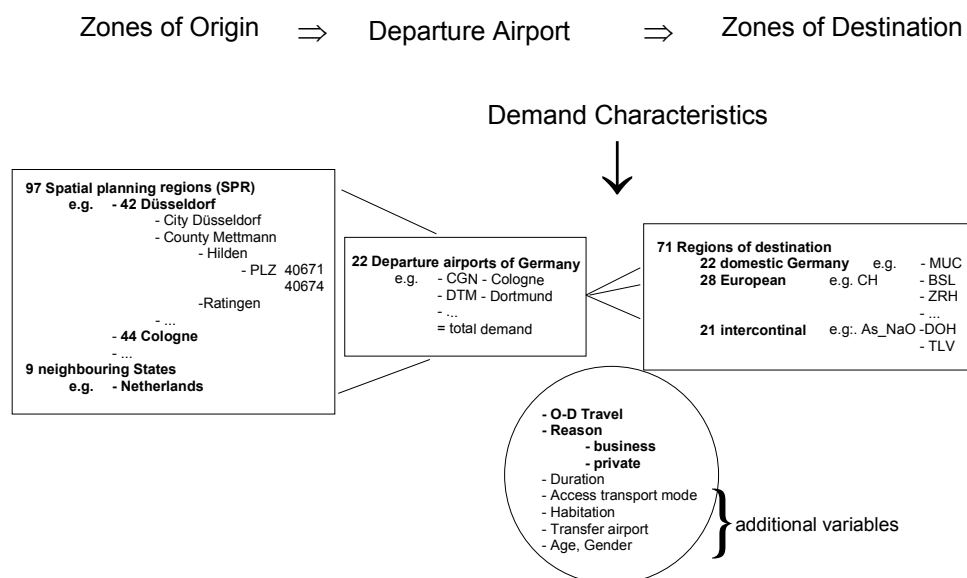 Zones of Origin ⇒ Departure Airport ⇒ Zones of Destination
Demand Characteristics
97 Spatial planning regions (SPR)
e.g. - 42 Düsseldorf
- City Düsseldorf
- County Mettmann
- Hilden
- PLZ 40671
40674
-Ratingen
- ...
- 44 Cologne
- ...
9 neighbouring States
e.g. - Netherlands
22 Departure airports of Germany
e.g. - CGN - Cologne
- DTM - Dortmund
- ...
= total demand
71 Regions of destination
22 domestic Germany e.g. - MUC
28 European e.g. CH - BSL
- ZRH
- ...
21 intercontinal e.g:. As_NaO -DOH
- TLV
- O-D Travel
- Reason
- business
- private
- Duration
- Access transport mode
- Habitation
- Transfer airport
- Age, Gender
additional variables